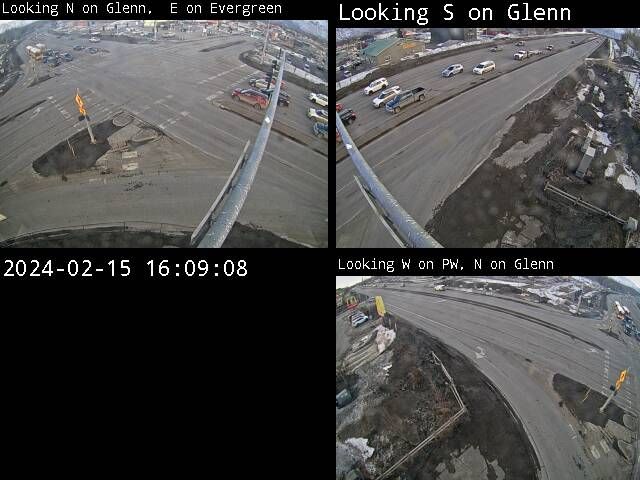 Looking N on Glenn, E on Evergreen
Looking S on Glenn
2024-02-15 16:09:08
Looking W on PW, N on Glenn